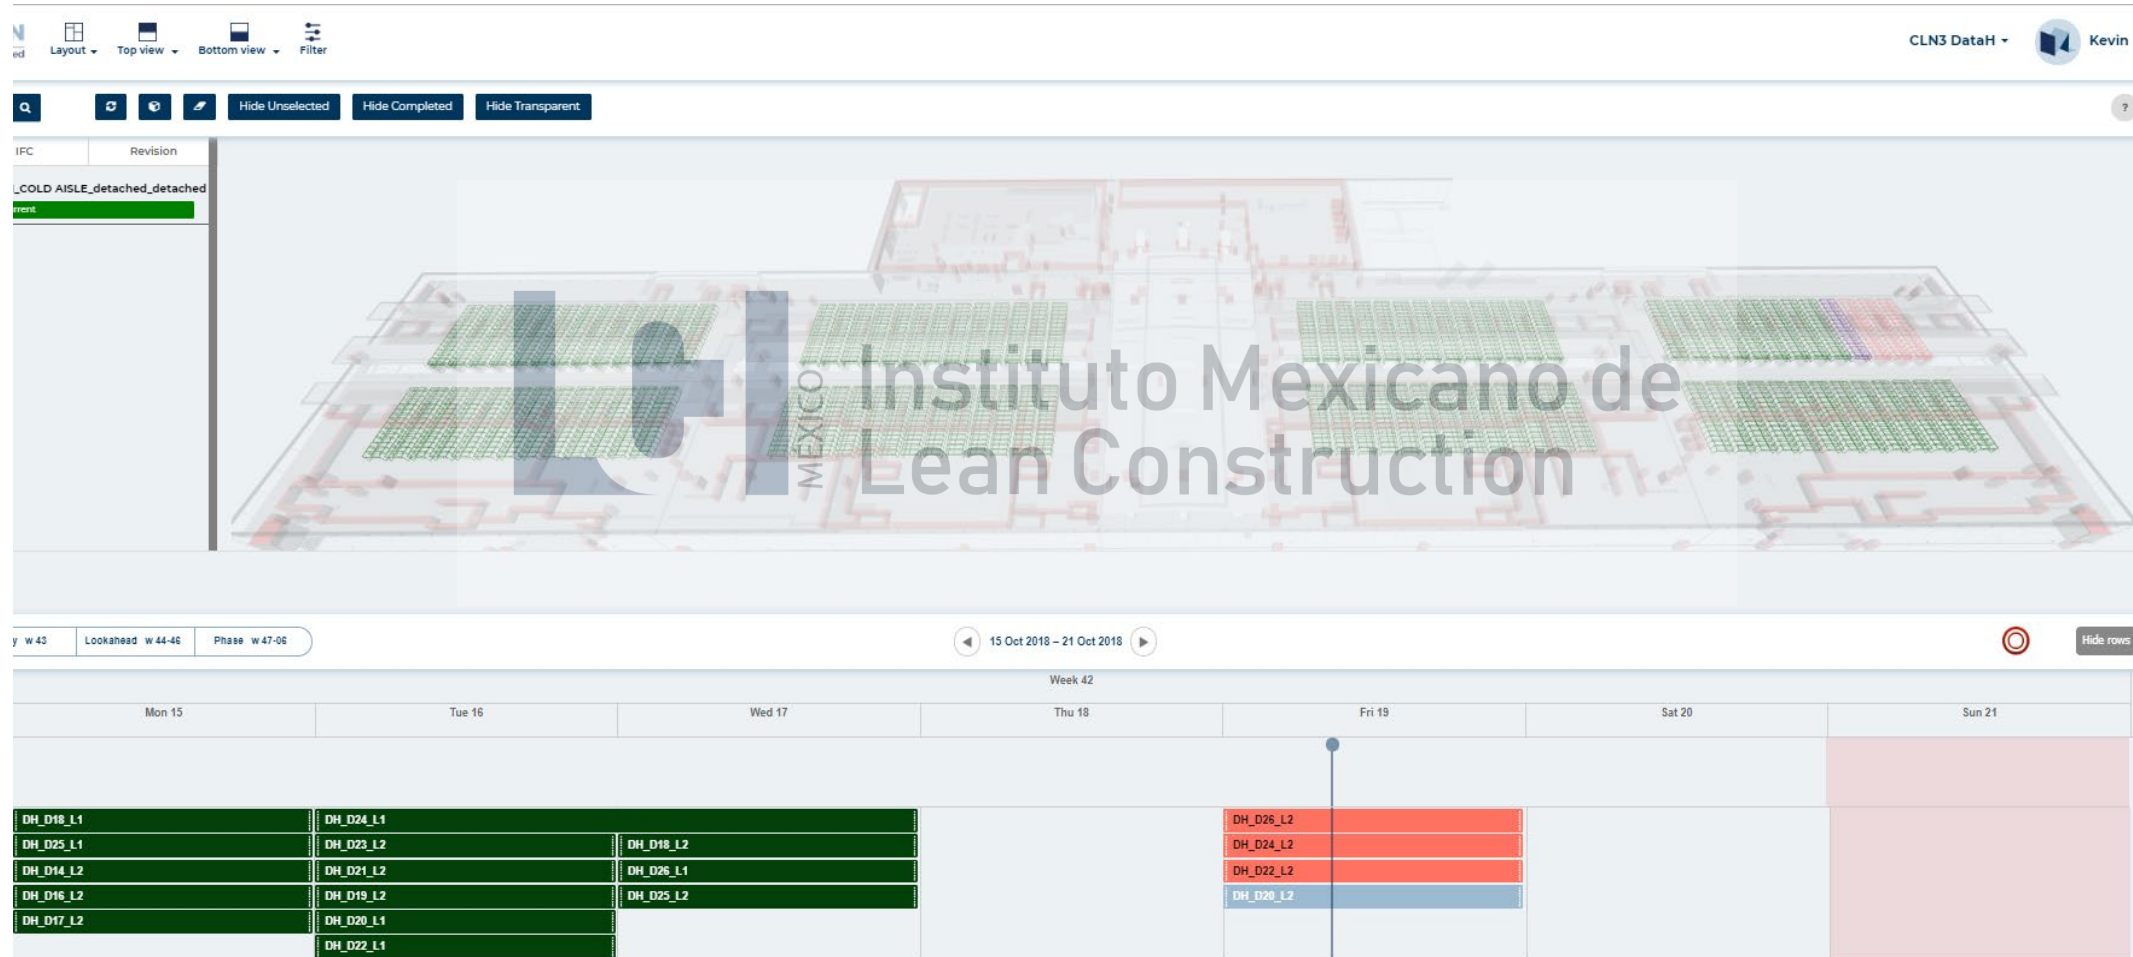 N
ed
Layout
Top view
Bottom view
Filter
CLN3 DataH
Kevin
Hide Unselected
Hide Completed
Hide Transparent
?
IFC
Revision
_COLD AISLE_detached_detached
rrent
MÉXICO
Instituto Mexicano de
Lean Construction
y w 43
Lookahead w 44-46
Phase w 47-06
15 Oct 2018 – 21 Oct 2018
Hide rows
Week 42
Mon 15
Tue 16
Wed 17
Thu 18
Fri 19
Sat 20
Sun 21
DH_D18_L1
DH_D24_L1
DH_D26_L2
DH_D25_L1
DH_D23_L2
DH_D18_L2
DH_D24_L2
DH_D14_L2
DH_D21_L2
DH_D26_L1
DH_D22_L2
DH_D16_L2
DH_D19_L2
DH_D25_L2
DH_D20_L2
DH_D17_L2
DH_D20_L1
DH_D22_L1